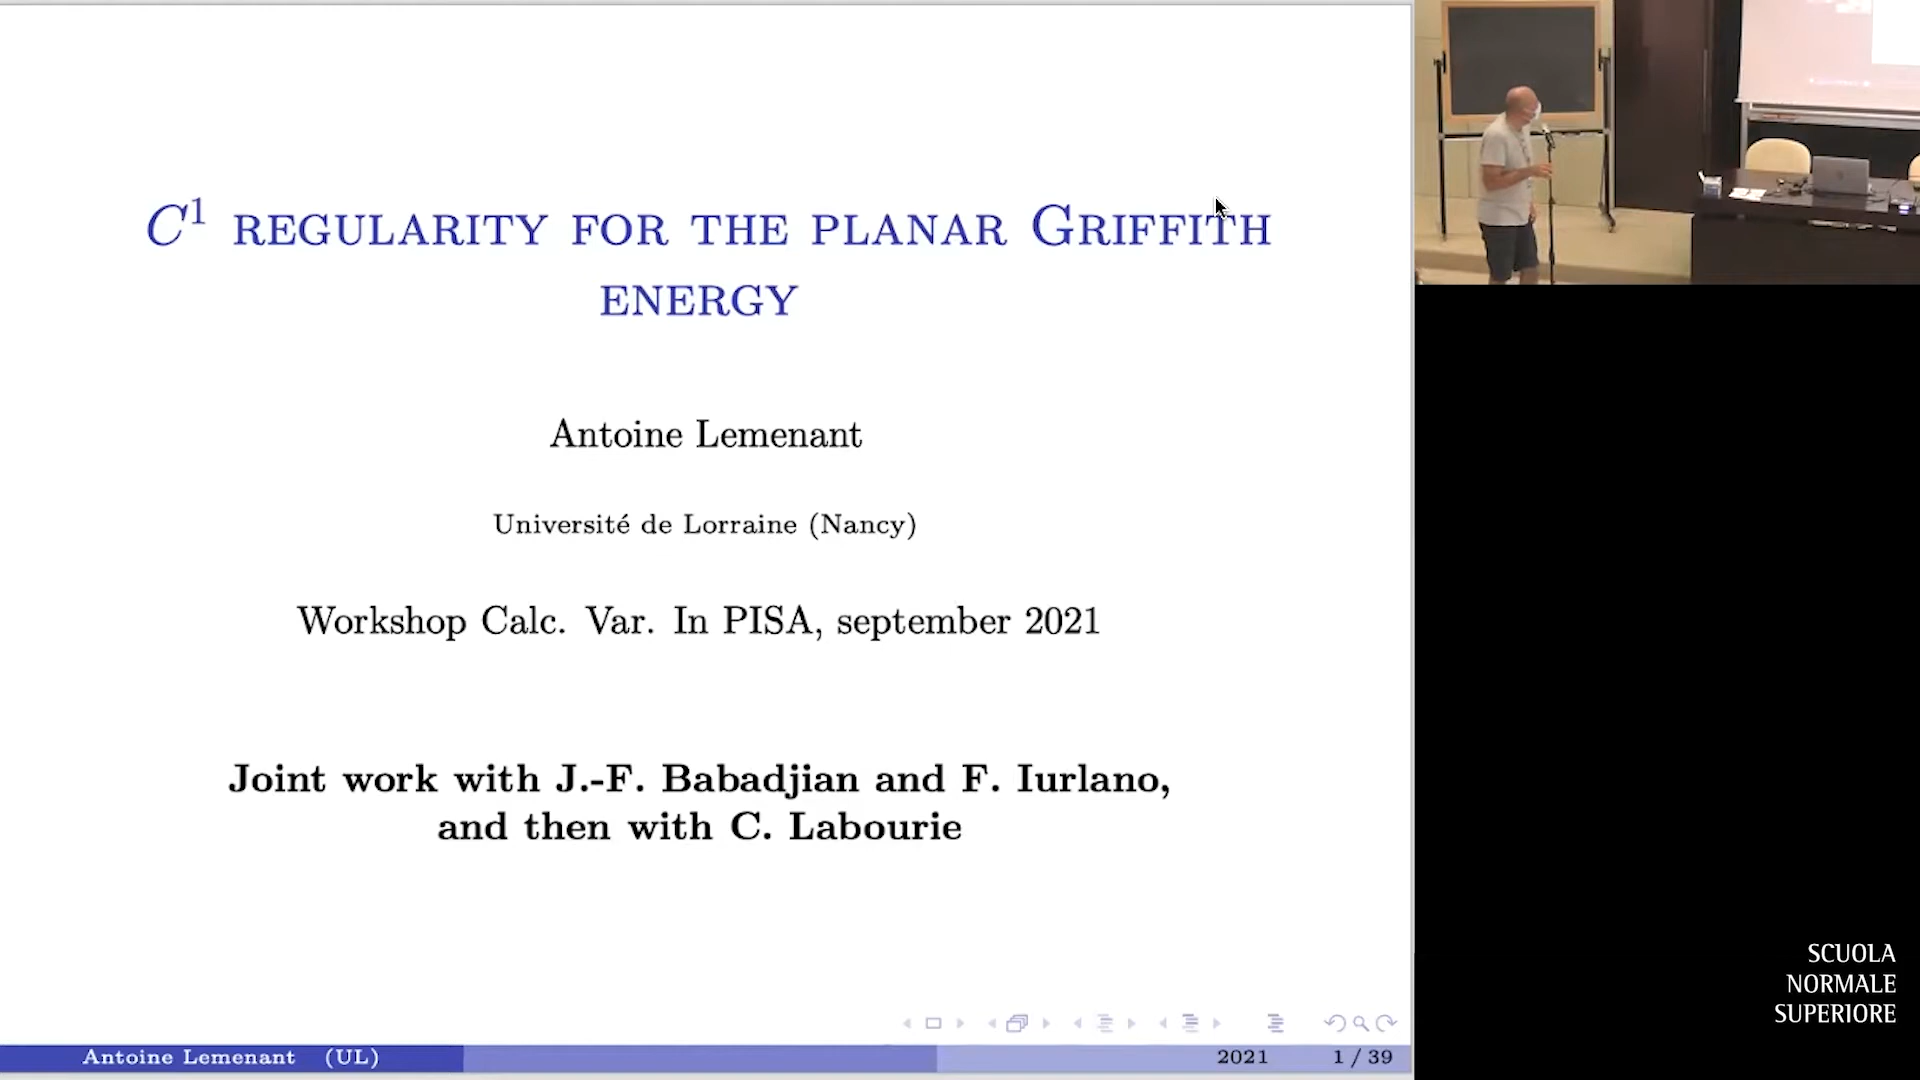 C¹ REGULARITY FOR THE PLANAR GRIFFITH
ENERGY
Antoine Lemenant
Université de Lorraine (Nancy)
Workshop Calc. Var. In PISA, september 2021
Joint work with J.-F. Babadjian and F. Iurlano,
and then with C. Labourie
Antoine Lemenant (UL) 2021 1 / 39
SCUOLA
NORMALE
SUPERIORE